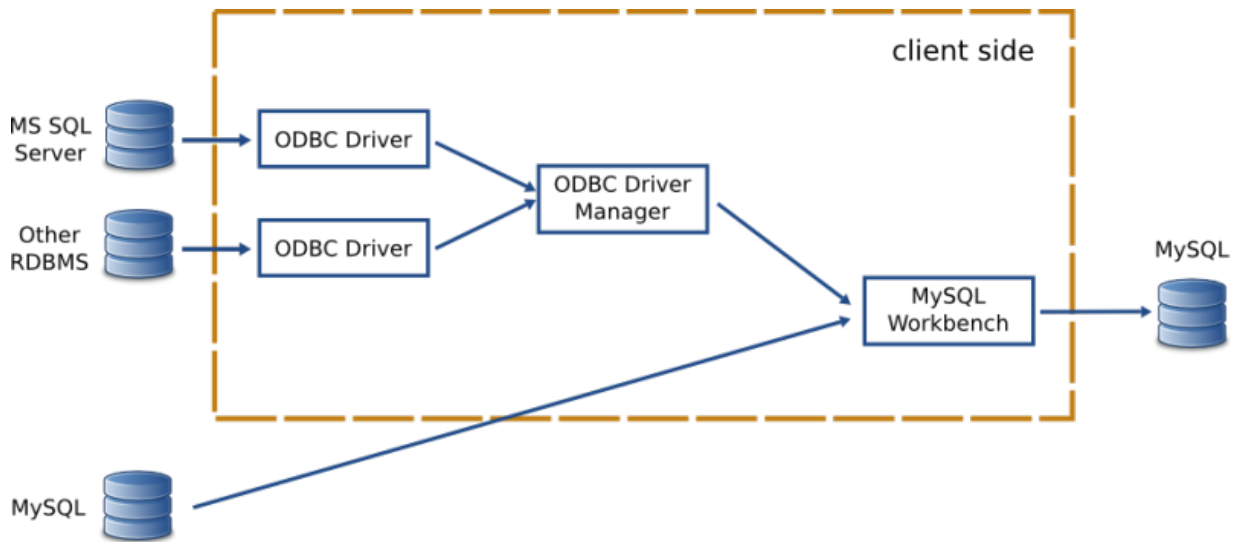 client side
MS SQL
Server
ODBC Driver
ODBC Driver
Manager
Other
RDBMS
ODBC Driver
MySQL
MySQL
Workbench
MySQL